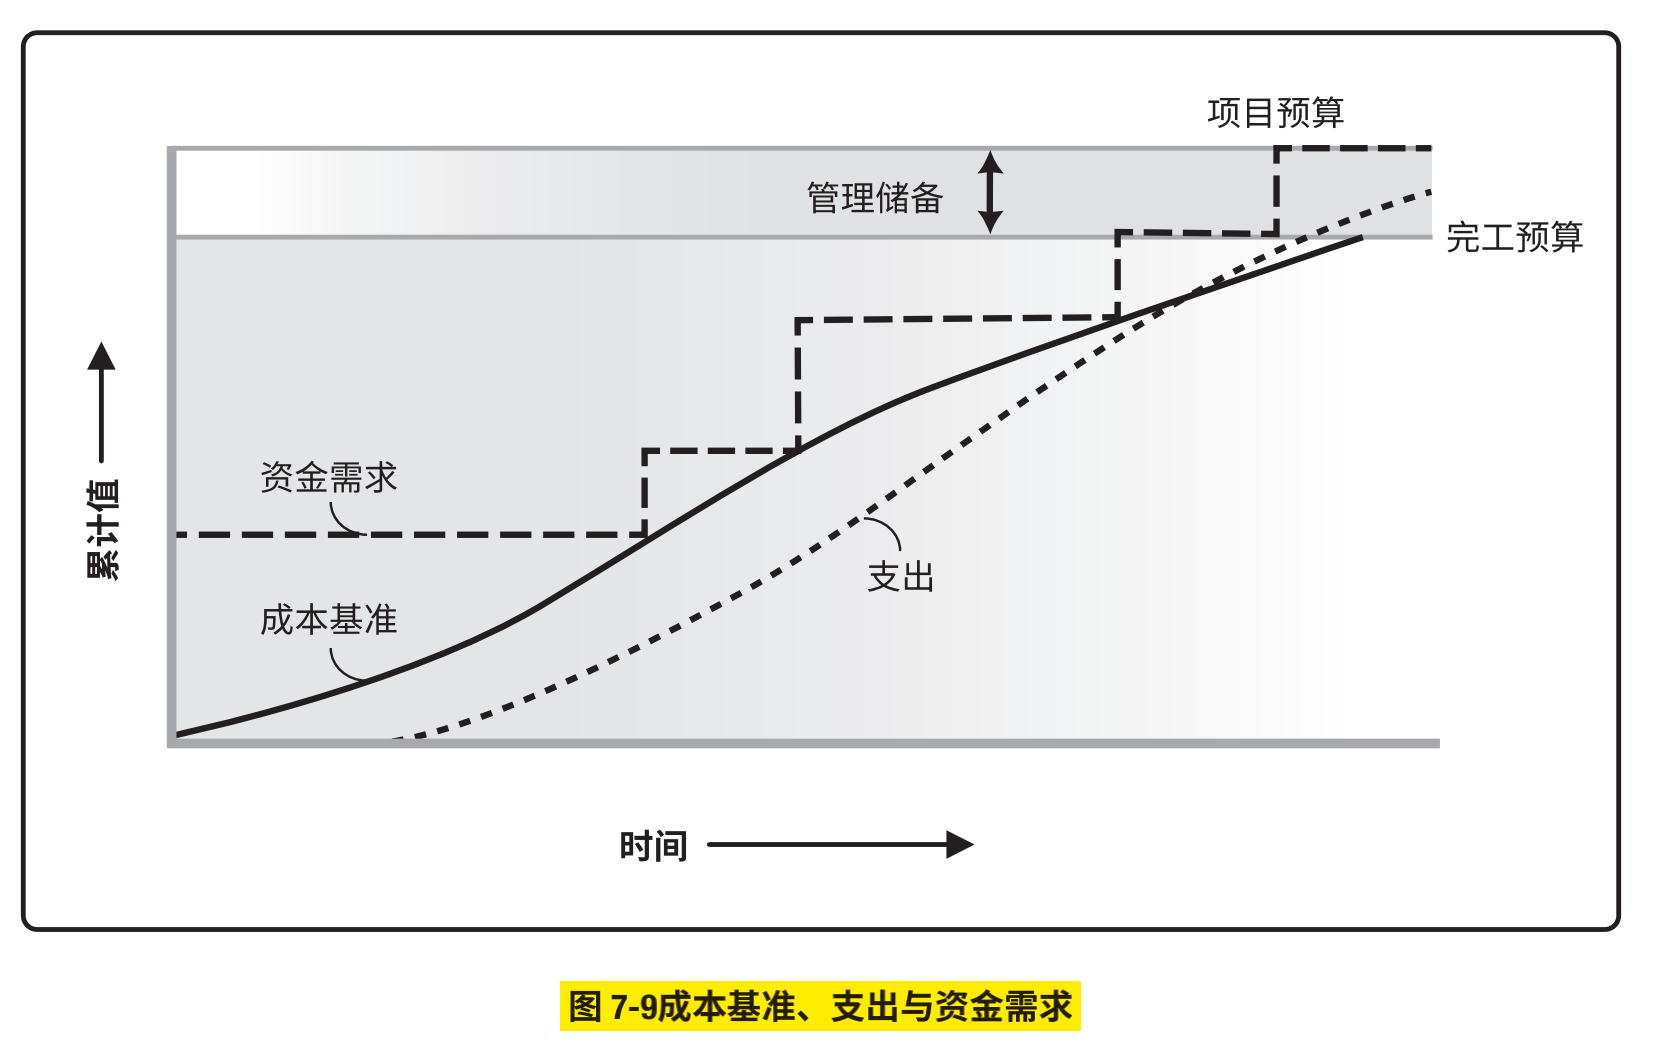 项目预算
管理储备
完工预算
资金需求
支出
成本基准
累计值
时间
图 7-9成本基准、支出与资金需求